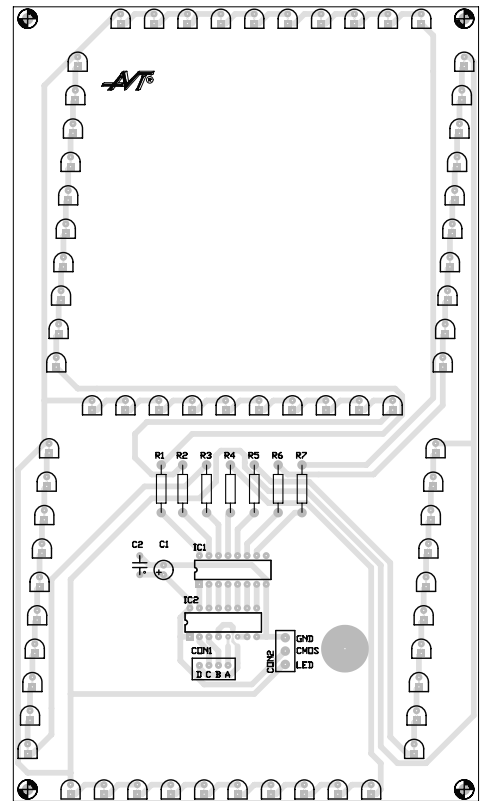 AVT®
R1 R2 R3 R4 R5 R6 R7
C2 C1 IC1
+
IC2
GND
CMOS
LED
CON2
CON1
D C B A